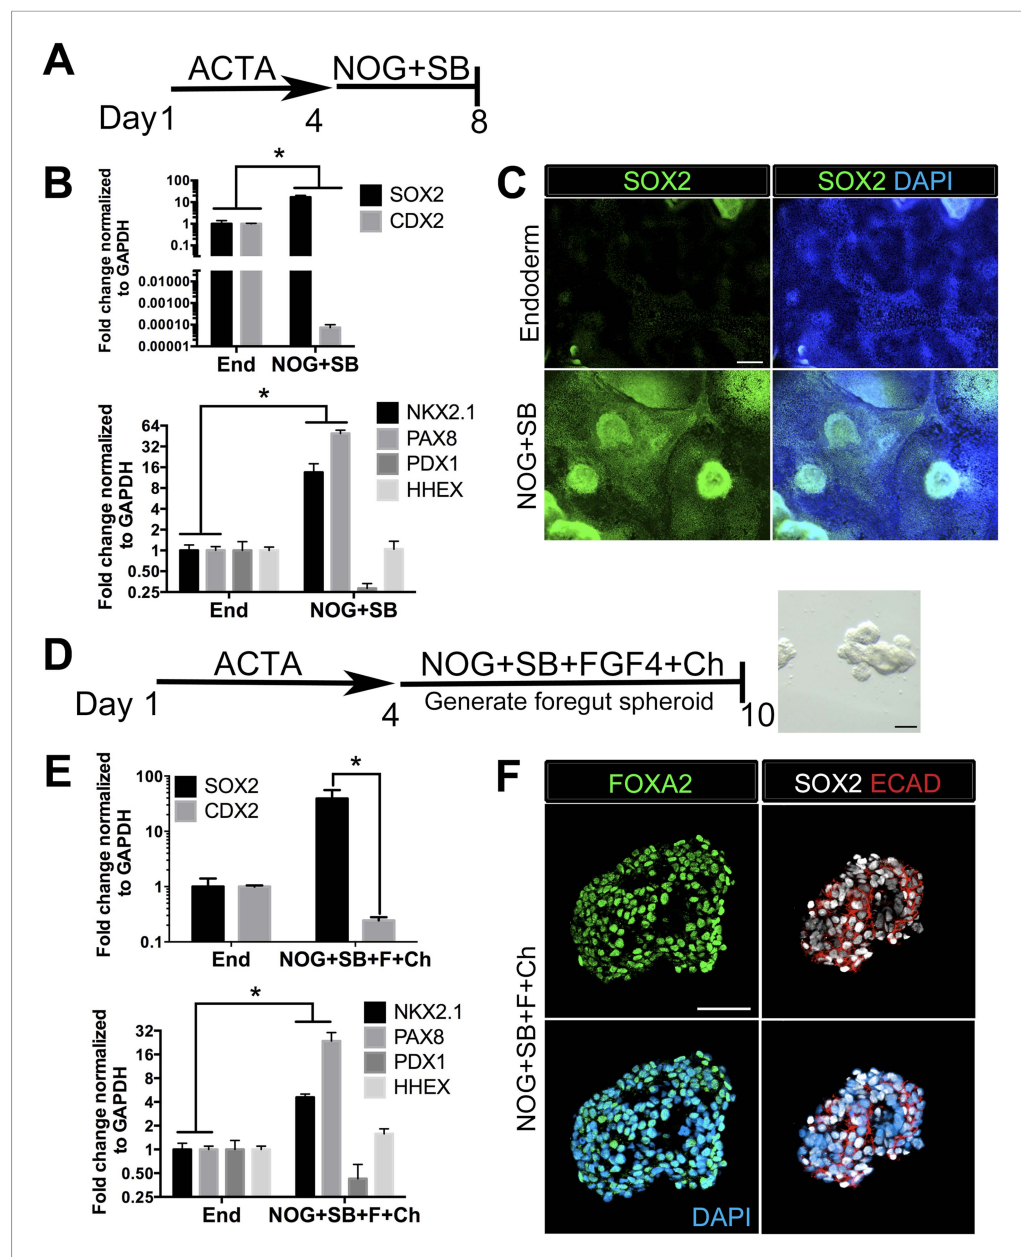 A
ACTA
NOG+SB
Day 1
4
8
B
Fold change normalized
to GAPDH
100
10
1
0.1
0.01000
0.00100
0.00010
0.00001
*
SOX2
CDX2
End
NOG+SB
Fold change normalized
to GAPDH
64
32
16
8
4
2
1
0.50
0.25
*
NKX2.1
PAX8
PDX1
HHEX
End
NOG+SB
C
SOX2
SOX2 DAPI
Endoderm
NOG+SB
D
ACTA
NOG+SB+FGF4+Ch
Generate foregut spheroid
Day 1
4
10
E
Fold change normalized
to GAPDH
100
10
1
0.1
SOX2
CDX2
*
End
NOG+SB+F+Ch
Fold change normalized
to GAPDH
32
16
8
4
2
1
0.50
0.25
*
NKX2.1
PAX8
PDX1
HHEX
End
NOG+SB+F+Ch
F
FOXA2
SOX2 ECAD
NOG+SB+F+Ch
DAPI